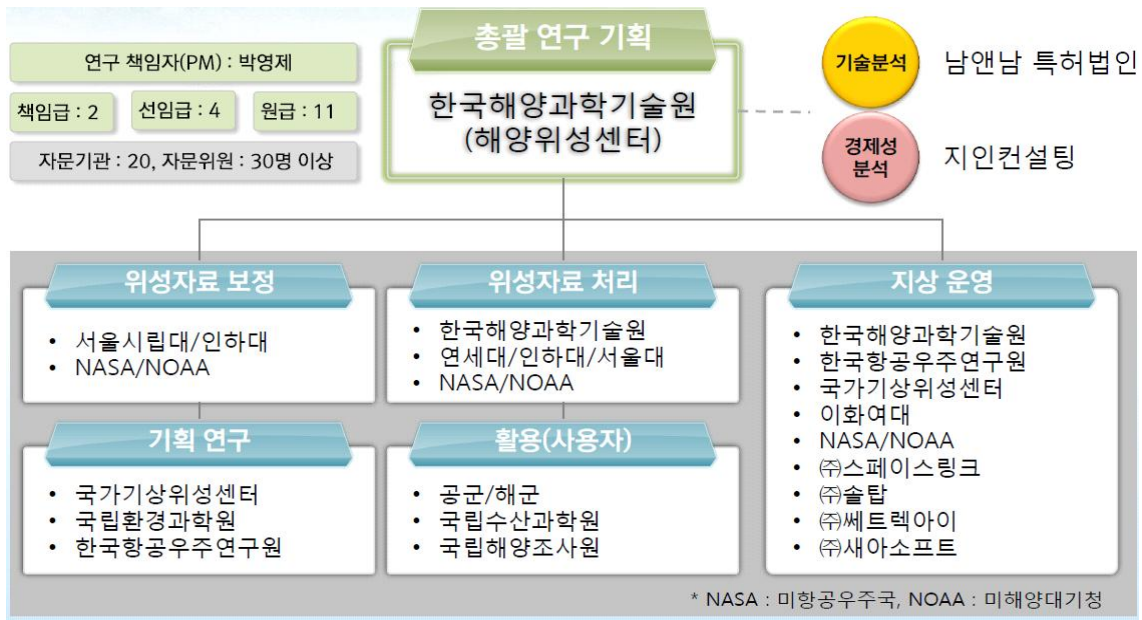 총괄 연구 기획
한국해양과학기술원
(해양위성센터)
연구 책임자(PM) : 박영제
책임급 : 2
선임급 : 4
원급 : 11
자문기관 : 20, 자문위원 : 30명 이상
기술분석
남앤남 특허법인
경제성
분석
지인컨설팅
위성자료 보정
• 서울시립대/인하대
• NASA/NOAA
위성자료 처리
• 한국해양과학기술원
• 연세대/인하대/서울대
• NASA/NOAA
지상 운영
• 한국해양과학기술원
• 한국항공우주연구원
• 국가기상위성센터
• 이화여대
• NASA/NOAA
• ㈜스페이스링크
• ㈜솔탑
• ㈜쎄트렉아이
• ㈜새아소프트
기획 연구
• 국가기상위성센터
• 국립환경과학원
• 한국항공우주연구원
활용(사용자)
• 공군/해군
• 국립수산과학원
• 국립해양조사원
* NASA : 미항공우주국, NOAA : 미해양대기청